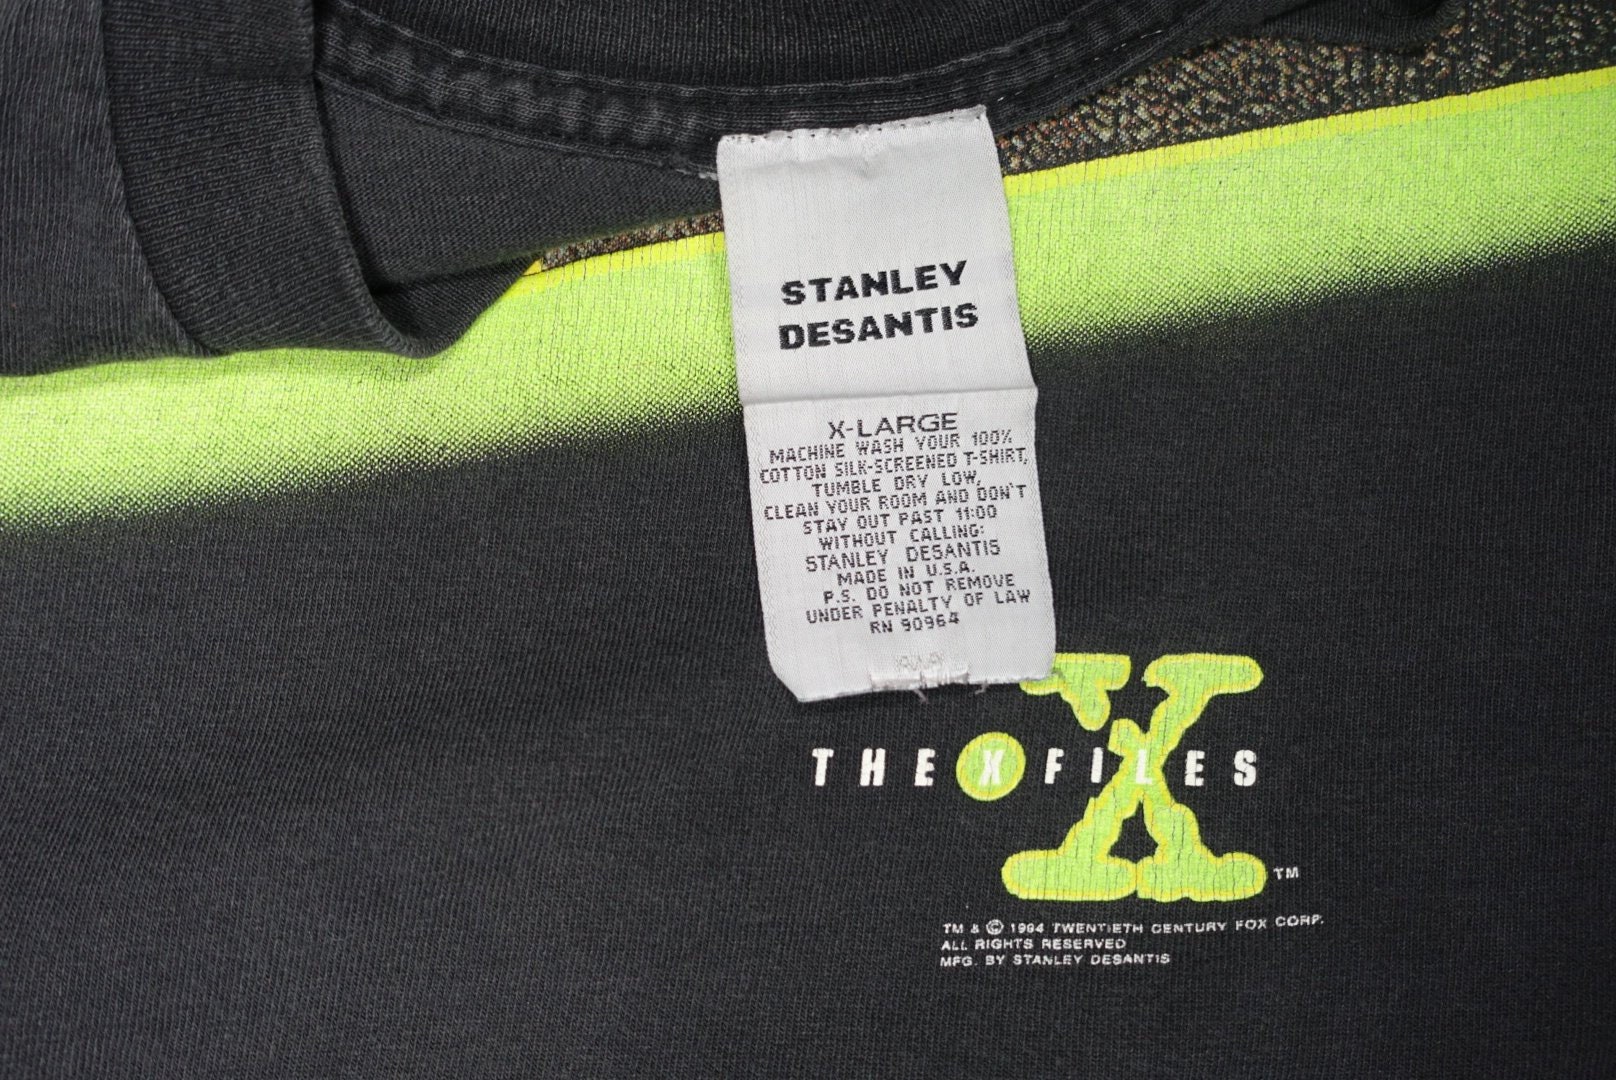 STANLEY
DESANTIS
X-LARGE
MACHINE WASH YOUR 100%
COTTON SILK-SCREENED T-SHIRT,
TUMBLE DRY LOW,
CLEAN YOUR ROOM AND DON'T
STAY OUT PAST 11:00
WITHOUT CALLING:
STANLEY DESANTIS
MADE IN U.S.A.
P.S. DO NOT REMOVE
UNDER PENALTY OF LAW
RN 90964
X
THE X FILES
TM
TM & © 1994 TWENTIETH CENTURY FOX CORP.
ALL RIGHTS RESERVED
MFG. BY STANLEY DESANTIS